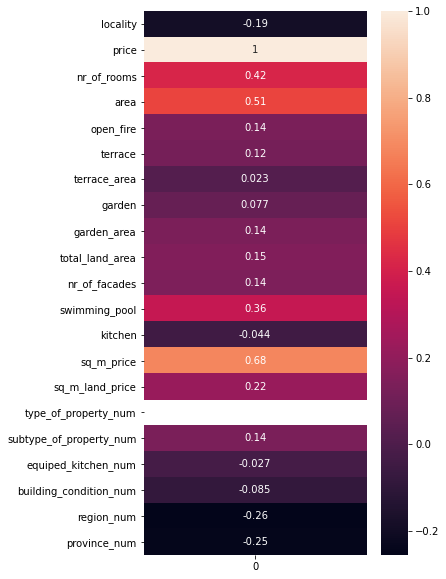 locality -0.19
price 1
nr_of_rooms 0.42
area 0.51
open_fire 0.14
terrace 0.12
terrace_area 0.023
garden 0.077
garden_area 0.14
total_land_area 0.15
nr_of_facades 0.14
swimming_pool 0.36
kitchen -0.044
sq_m_price 0.68
sq_m_land_price 0.22
type_of_property_num
subtype_of_property_num 0.14
equiped_kitchen_num -0.027
building_condition_num -0.085
region_num -0.26
province_num -0.25
0
1.0
0.8
0.6
0.4
0.2
0.0
−0.2